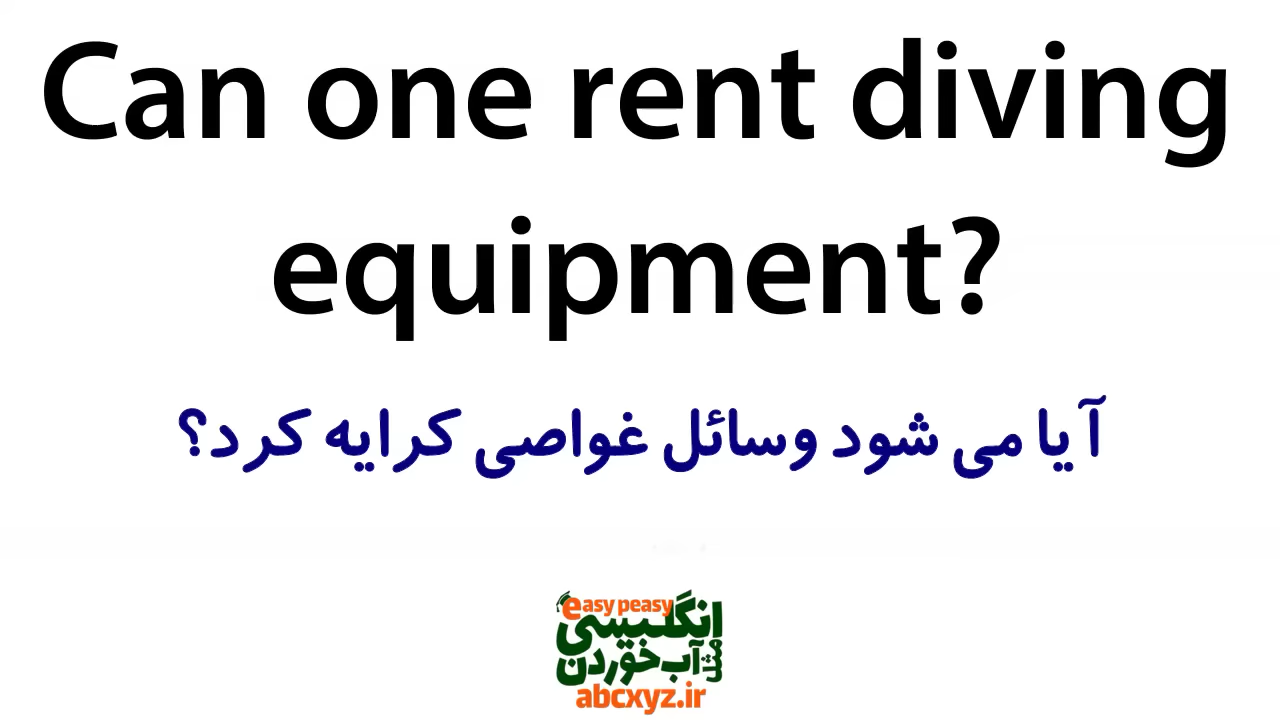 Can one rent diving
equipment?
آیا می شود وسائل غواصی کرایه کرد؟
easy peasy
انگلیسی
مثل آب خوردن
abcxyz.ir